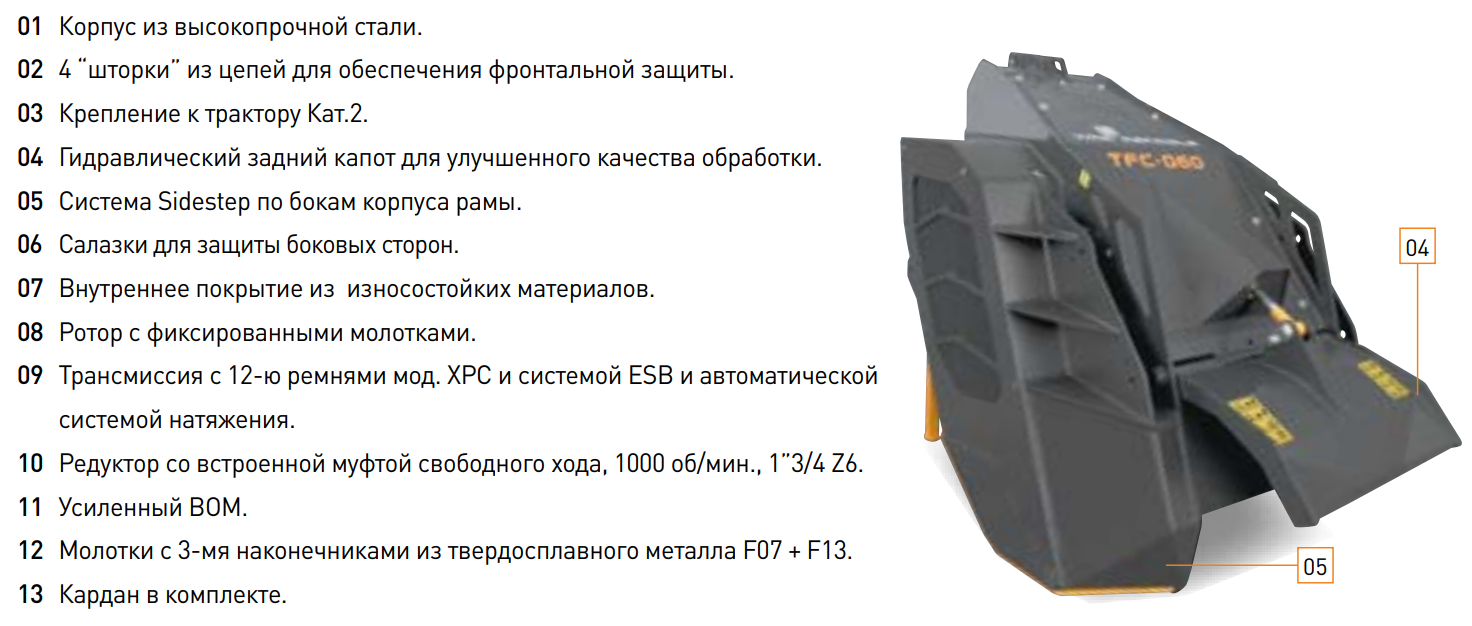 01 Корпус из высокопрочной стали.
02 4 “шторки” из цепей для обеспечения фронтальной защиты.
03 Крепление к трактору Кат.2.
04 Гидравлический задний капот для улучшенного качества обработки.
05 Система Sidestep по бокам корпуса рамы.
06 Салазки для защиты боковых сторон.
07 Внутреннее покрытие из  износостойких материалов.
08 Ротор с фиксированными молотками.
09 Трансмиссия с 12-ю ремнями мод. XPC и системой ESB и автоматической
системой натяжения.
10 Редуктор со встроенной муфтой свободного хода, 1000 об/мин., 1”3/4 Z6.
11 Усиленный ВОМ.
12 Молотки с 3-мя наконечниками из твердосплавного металла F07 + F13.
13 Кардан в комплекте.
TFC-D60
04
05